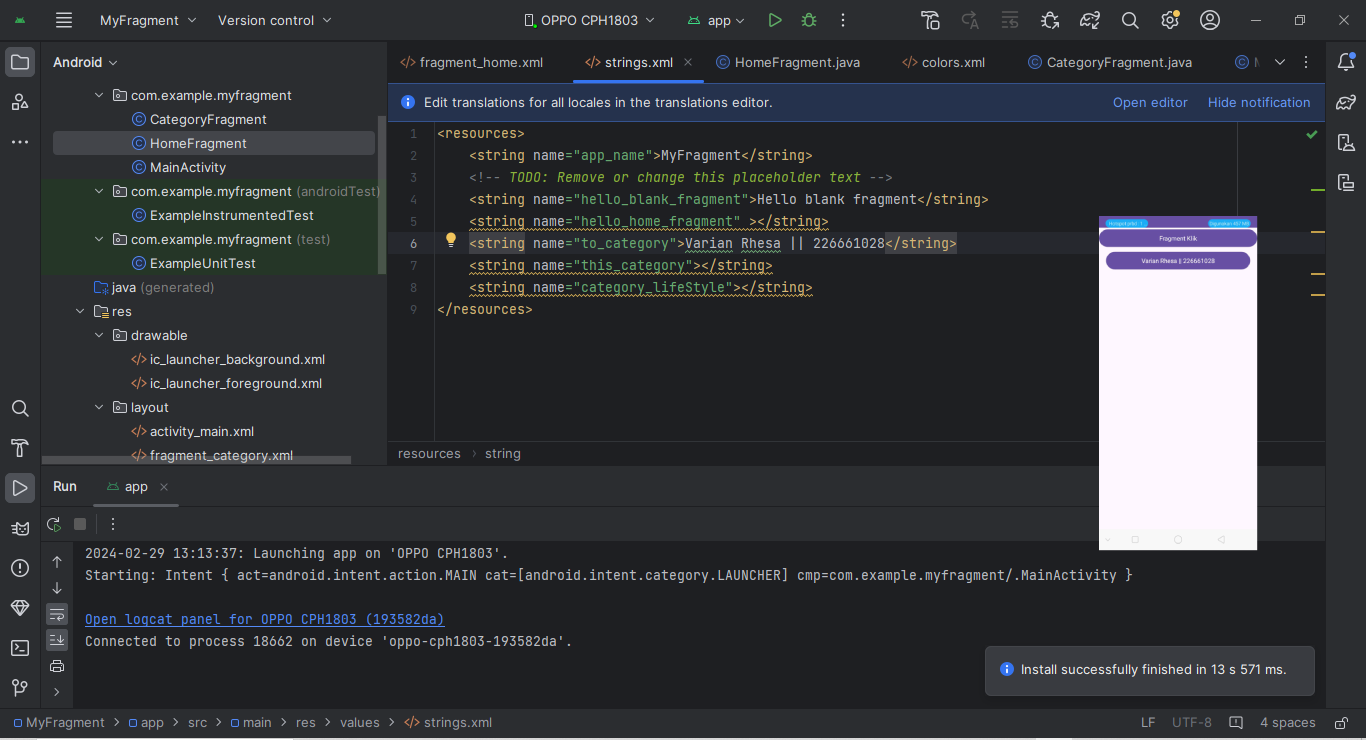 MyFragment Version control OPPO CPH1803 app
Android
com.example.myfragment
CategoryFragment
HomeFragment
MainActivity
com.example.myfragment (androidTest)
ExampleInstrumentedTest
com.example.myfragment (test)
ExampleUnitTest
java (generated)
res
drawable
ic_launcher_background.xml
ic_launcher_foreground.xml
layout
activity_main.xml
fragment_category.xml
fragment_home.xml strings.xml HomeFragment.java colors.xml CategoryFragment.java
Edit translations for all locales in the translations editor. Open editor Hide notification
1 <resources>
2 <string name="app_name">MyFragment</string>
3 <!-- TODO: Remove or change this placeholder text -->
4 <string name="hello_blank_fragment">Hello blank fragment</string>
5 <string name="hello_home_fragment" ></string>
6 <string name="to_category">Varian Rhesa || 226661028</string>
7 <string name="this_category"></string>
8 <string name="category_lifeStyle"></string>
9 </resources>
Fragment Klik
Varian Rhesa || 226661028
resources › string
Run app
2024-02-29 13:13:37: Launching app on 'OPPO CPH1803'.
Starting: Intent { act=android.intent.action.MAIN cat=[android.intent.category.LAUNCHER] cmp=com.example.myfragment/.MainActivity }
Open logcat panel for OPPO CPH1803 (193582da)
Connected to process 18662 on device 'oppo-cph1803-193582da'.
Install successfully finished in 13 s 571 ms.
MyFragment > app > src > main > res > values > strings.xml LF UTF-8 4 spaces